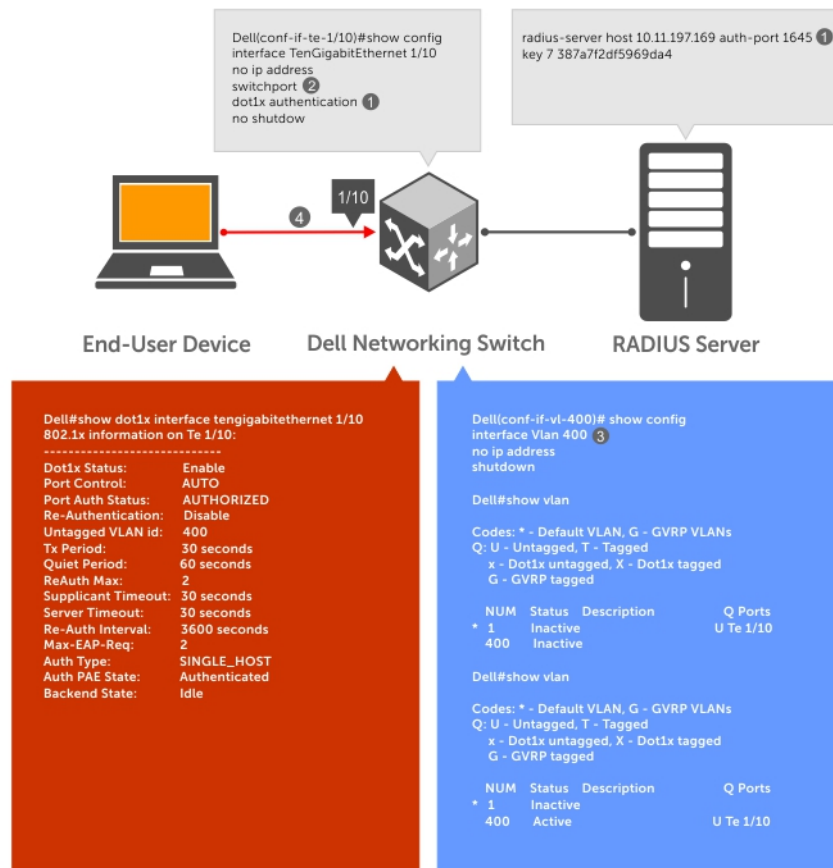 Dell(conf-if-te-1/10)#show config
interface TenGigabitEthernet 1/10
no ip address
switchport 2
dot1x authentication 1
no shutdow
radius-server host 10.11.197.169 auth-port 1645 1
key 7 387a7f2df5969da4
1/10
4
End-User Device
Dell Networking Switch
RADIUS Server
Dell#show dot1x interface tengigabitethernet 1/10
802.1x information on Te 1/10:
-----------------------------
Dot1x Status: Enable
Port Control: AUTO
Port Auth Status: AUTHORIZED
Re-Authentication: Disable
Untagged VLAN id: 400
Tx Period: 30 seconds
Quiet Period: 60 seconds
ReAuth Max: 2
Supplicant Timeout: 30 seconds
Server Timeout: 30 seconds
Re-Auth Interval: 3600 seconds
Max-EAP-Req: 2
Auth Type: SINGLE_HOST
Auth PAE State: Authenticated
Backend State: Idle
Dell(conf-if-vl-400)# show config
interface Vlan 400 3
no ip address
shutdown
Dell#show vlan
Codes: * - Default VLAN, G - GVRP VLANs
Q: U - Untagged, T - Tagged
x - Dot1x untagged, X - Dot1x tagged
G - GVRP tagged
NUM Status Description Q Ports
* 1 Inactive U Te 1/10
400 Inactive
Dell#show vlan
Codes: * - Default VLAN, G - GVRP VLANs
Q: U - Untagged, T - Tagged
x - Dot1x untagged, X - Dot1x tagged
G - GVRP tagged
NUM Status Description Q Ports
* 1 Inactive
400 Active U Te 1/10